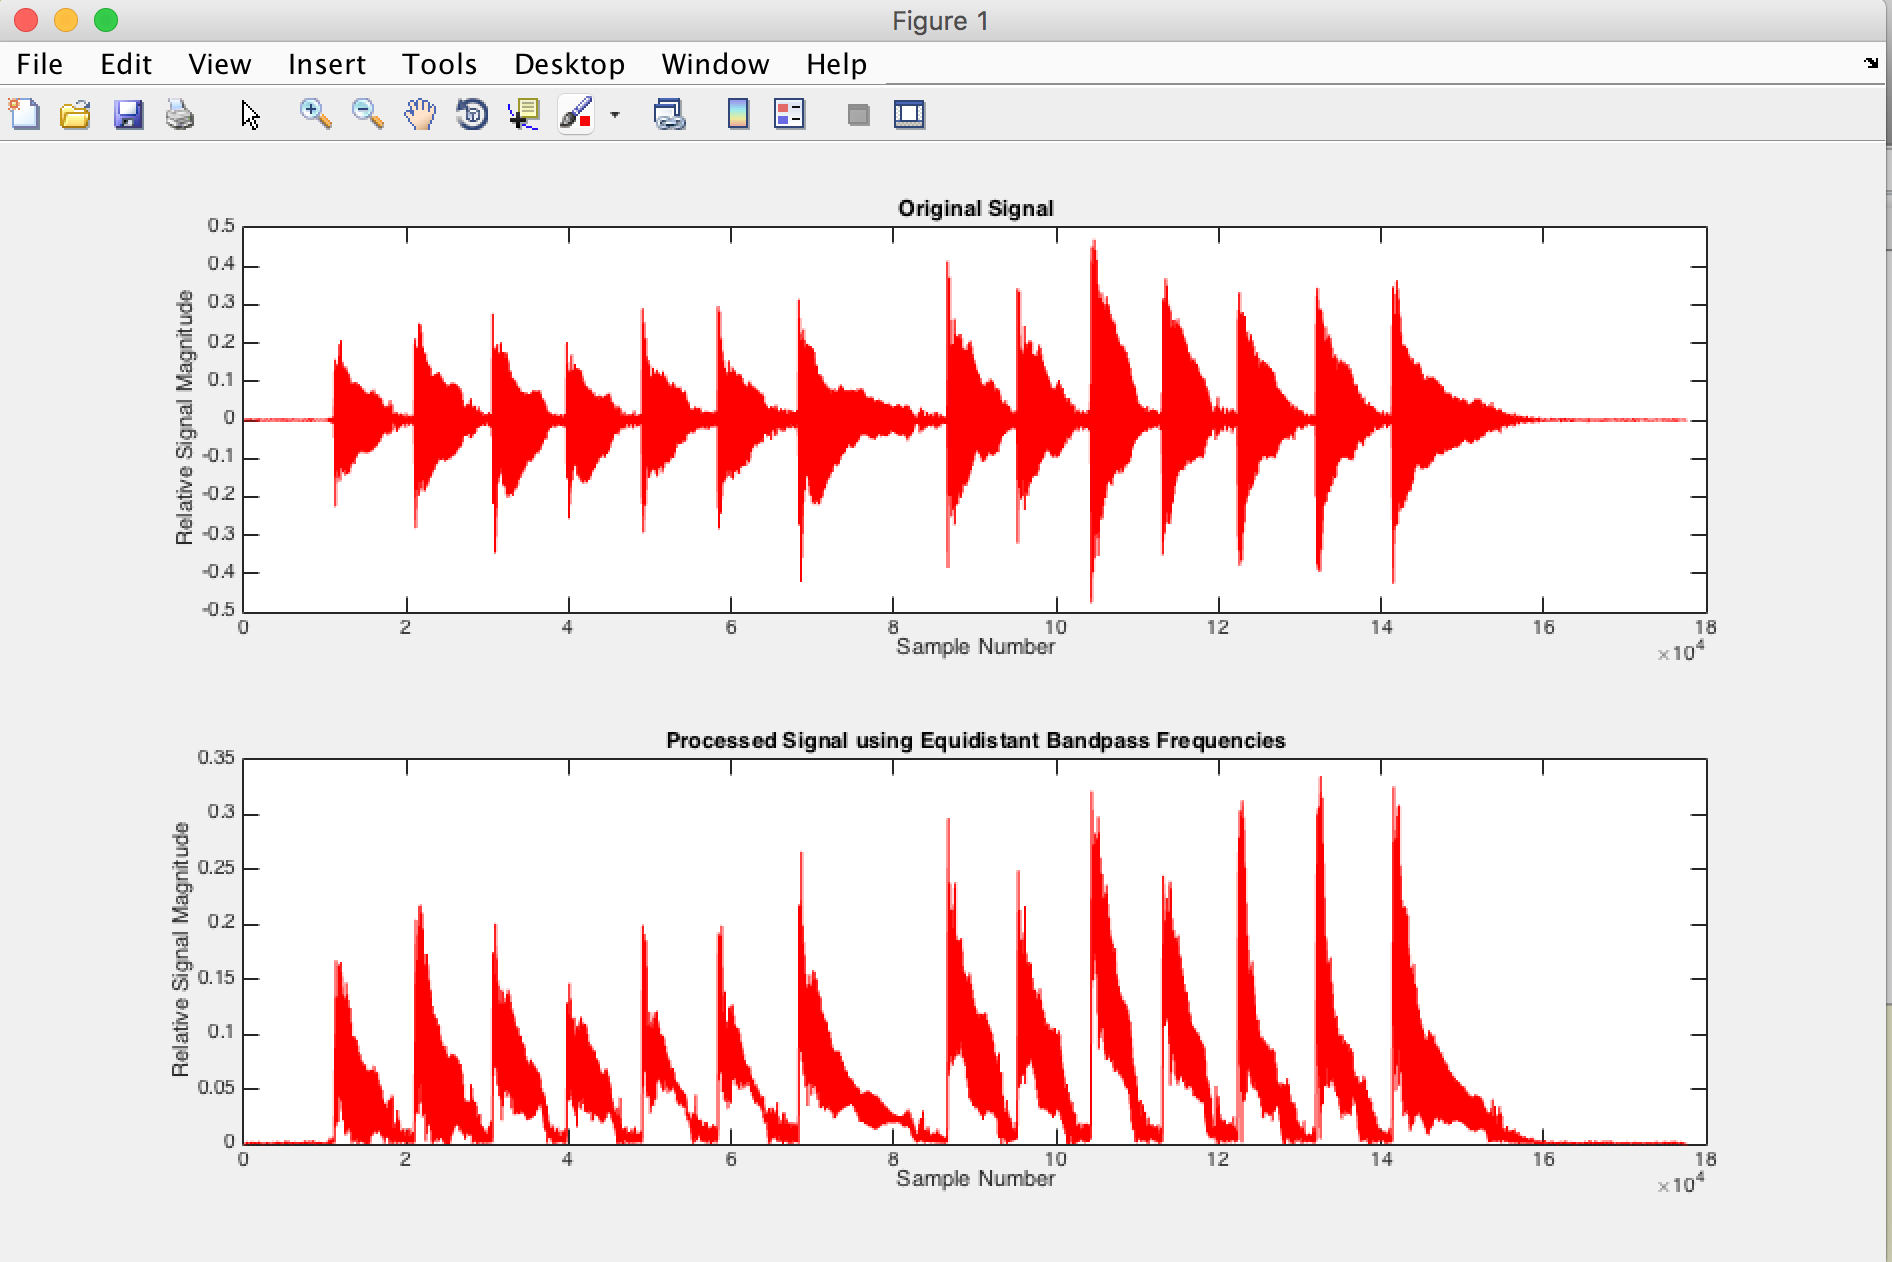 Figure 1
File Edit View Insert Tools Desktop Window Help
Original Signal
Relative Signal Magnitude
0.5
0.4
0.3
0.2
0.1
0
-0.1
-0.2
-0.3
-0.4
-0.5
0 2 4 6 8 10 12 14 16 18
Sample Number
×10⁴
Processed Signal using Equidistant Bandpass Frequencies
Relative Signal Magnitude
0.35
0.3
0.25
0.2
0.15
0.1
0.05
0
0 2 4 6 8 10 12 14 16 18
Sample Number
×10⁴